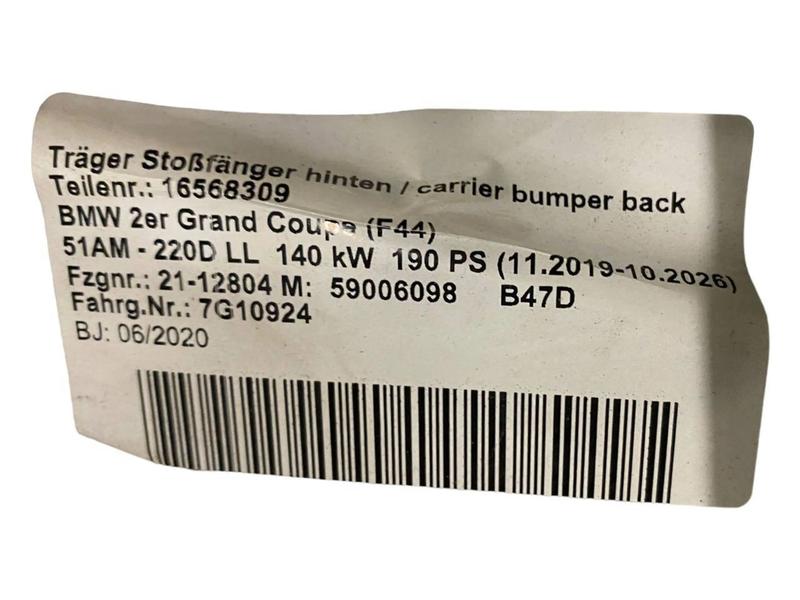 Träger Stoßfänger hinten / carrier bumper back
Teilenr.: 16568309
BMW 2er Grand Coupe (F44)
51AM - 220D LL 140 kW 190 PS (11.2019-10.2026)
Fzgnr.: 21-12804 M: 59006098 B47D
Fahrg.Nr.: 7G10924
BJ: 06/2020